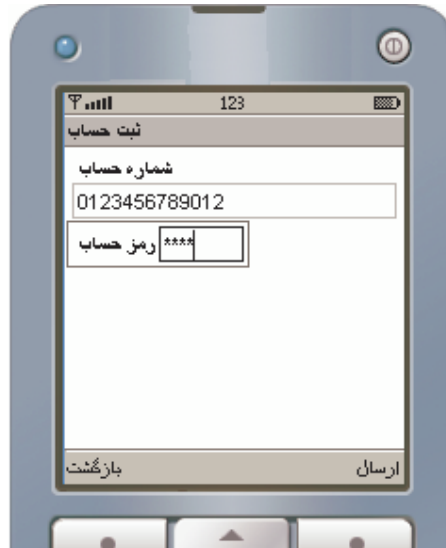 123
ثبت حساب
شماره حساب
0123456789012
رمز حساب ****
بازگشت ارسال